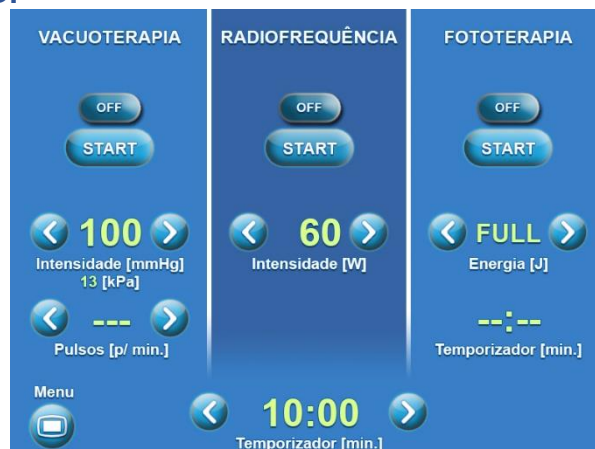 VACUOTERAPIA
OFF
START
100
Intensidade [mmHg]
13 [kPa]
---
Pulsos [p/ min.]
Menu
RADIOFREQUÊNCIA
OFF
START
60
Intensidade [W]
10:00
Temporizador [min.]
FOTOTERAPIA
OFF
START
FULL
Energia [J]
--:--
Temporizador [min.]